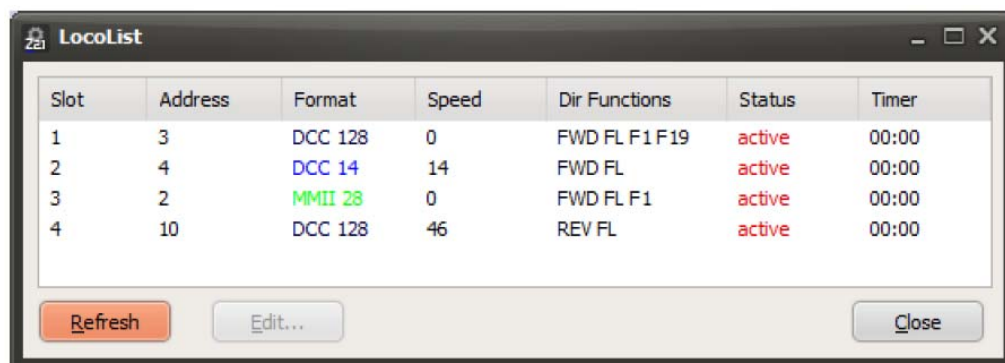 Z21 LocoList
Slot Address Format Speed Dir Functions Status Timer
1 3 DCC 128 0 FWD FL F1 F19 active 00:00
2 4 DCC 14 14 FWD FL active 00:00
3 2 MMII 28 0 FWD FL F1 active 00:00
4 10 DCC 128 46 REV FL active 00:00
Refresh Edit... Close